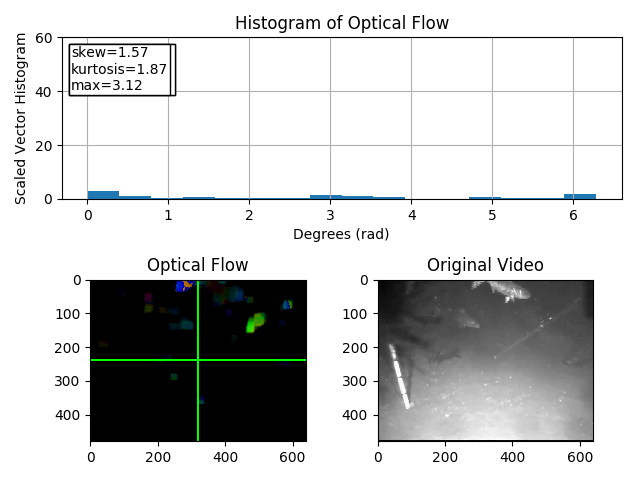 Histogram of Optical Flow
Scaled Vector Histogram
60
40
20
0
skew=1.57
kurtosis=1.87
max=3.12
0 1 2 3 4 5 6
Degrees (rad)
Optical Flow
0
100
200
300
400
0 200 400 600
Original Video
0
100
200
300
400
0 200 400 600